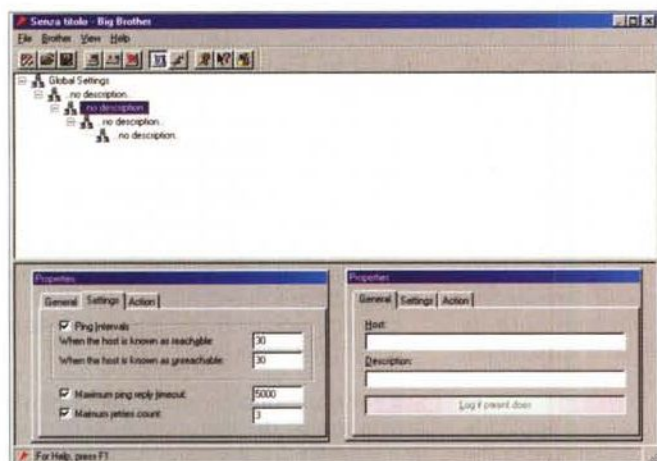 Senza titolo - Big Brother
File Brother View Help
Global Settings
..no description..
..no description..
..no description..
..no description..
Properties
General Settings Action
Ping Intervals
When the host is known as reachable: 30
When the host is known as unreachable: 30
Maximum ping reply timeout: 5000
Maimum retries count: 3
Properties
General Settings Action
Host:
Description:
Log if parent does
For Help, press F1